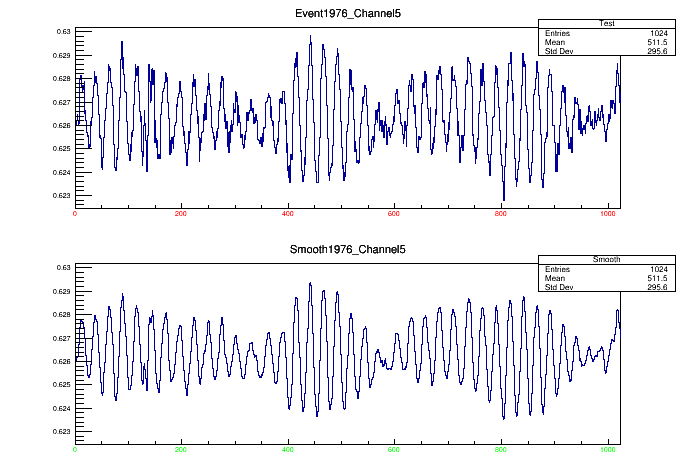 Event1976_Channel5
Test
Entries 1024
Mean 511.5
Std Dev 295.6
0.63
0.629
0.628
0.627
0.626
0.625
0.624
0.623
0 200 400 600 800 1000
Smooth1976_Channel5
Smooth
Entries 1024
Mean 511.5
Std Dev 295.6
0.63
0.629
0.628
0.627
0.626
0.625
0.624
0.623
0 200 400 600 800 1000